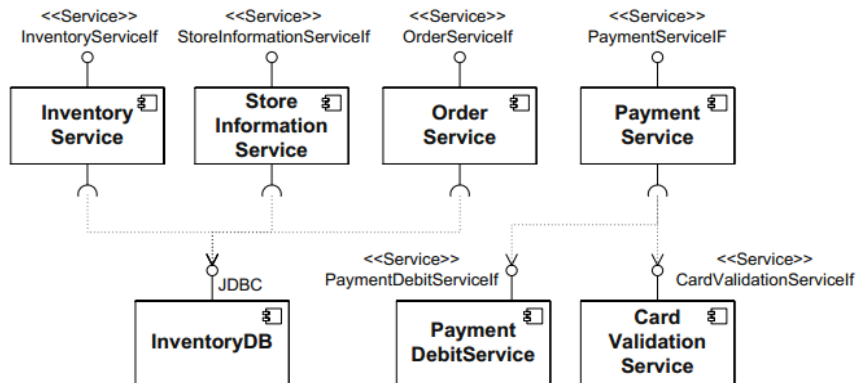 <<Service>>
InventoryServiceIf
<<Service>>
StoreInformationServiceIf
<<Service>>
OrderServiceIf
<<Service>>
PaymentServiceIF
Inventory
Service
Store
Information
Service
Order
Service
Payment
Service
<<Service>>
PaymentDebitServiceIf
<<Service>>
CardValidationServiceIf
JDBC
InventoryDB
Payment
DebitService
Card
Validation
Service